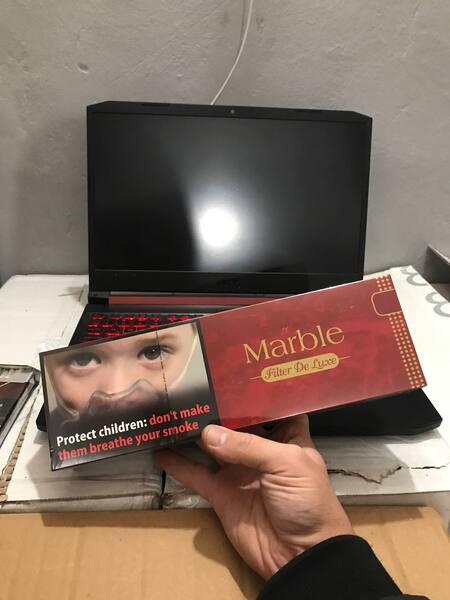 Marble
Filter De Luxe
Protect children: don't make
them breathe your smoke